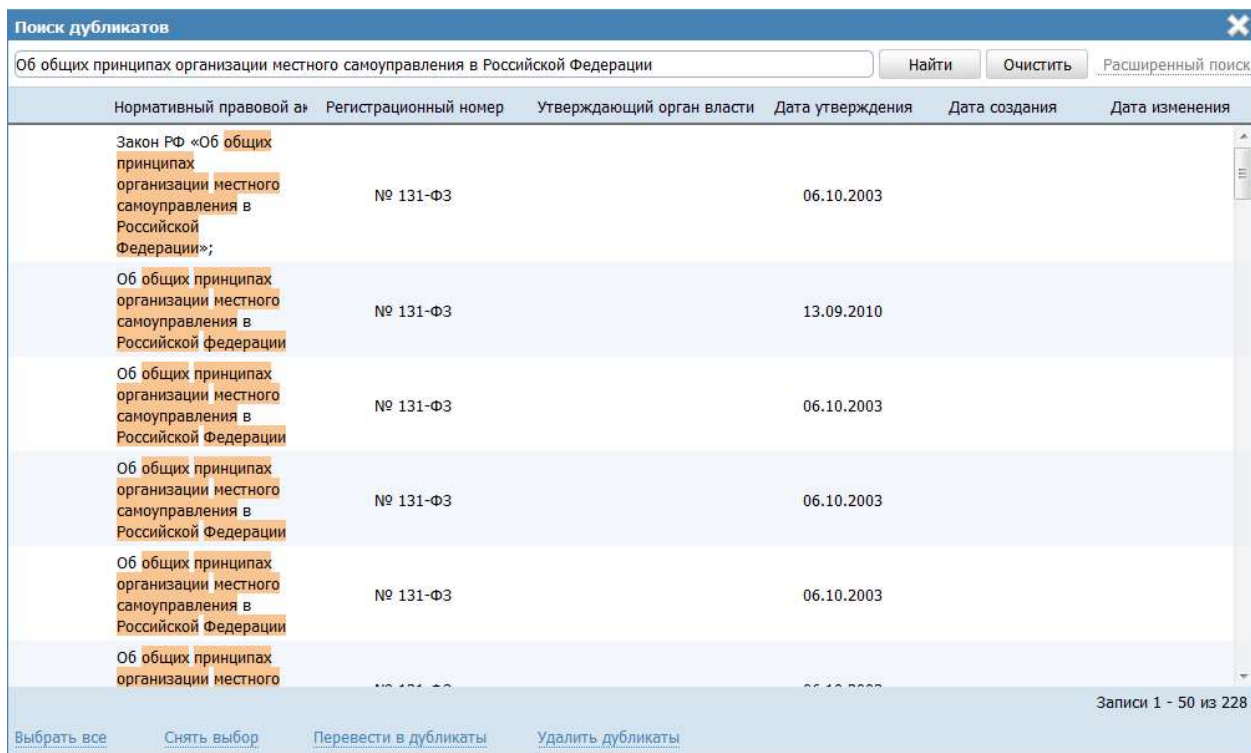 Поиск дубликатов
Об общих принципах организации местного самоуправления в Российской Федерации
Найти
Очистить
Расширенный поиск
Нормативный правовой ак
Регистрационный номер
Утверждающий орган власти
Дата утверждения
Дата создания
Дата изменения
Закон РФ «Об общих
принципах
организации местного
самоуправления в
Российской
Федерации»;
№ 131-ФЗ
06.10.2003
Об общих принципах
организации местного
самоуправления в
Российской федерации
№ 131-ФЗ
13.09.2010
Об общих принципах
организации местного
самоуправления в
Российской Федерации
№ 131-ФЗ
06.10.2003
Об общих принципах
организации местного
самоуправления в
Российской Федерации
№ 131-ФЗ
06.10.2003
Об общих принципах
организации местного
самоуправления в
Российской Федерации
№ 131-ФЗ
06.10.2003
Об общих принципах
организации местного
Записи 1 - 50 из 228
Выбрать все
Снять выбор
Перевести в дубликаты
Удалить дубликаты